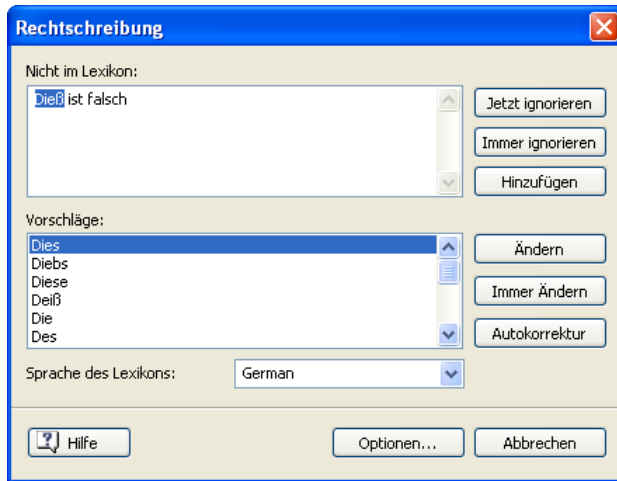 Rechtschreibung
Nicht im Lexikon:
Dieß ist falsch
Jetzt ignorieren
Immer ignorieren
Hinzufügen
Vorschläge:
Dies
Diebs
Diese
Deiß
Die
Des
Ändern
Immer Ändern
Autokorrektur
Sprache des Lexikons:
German
Hilfe
Optionen...
Abbrechen